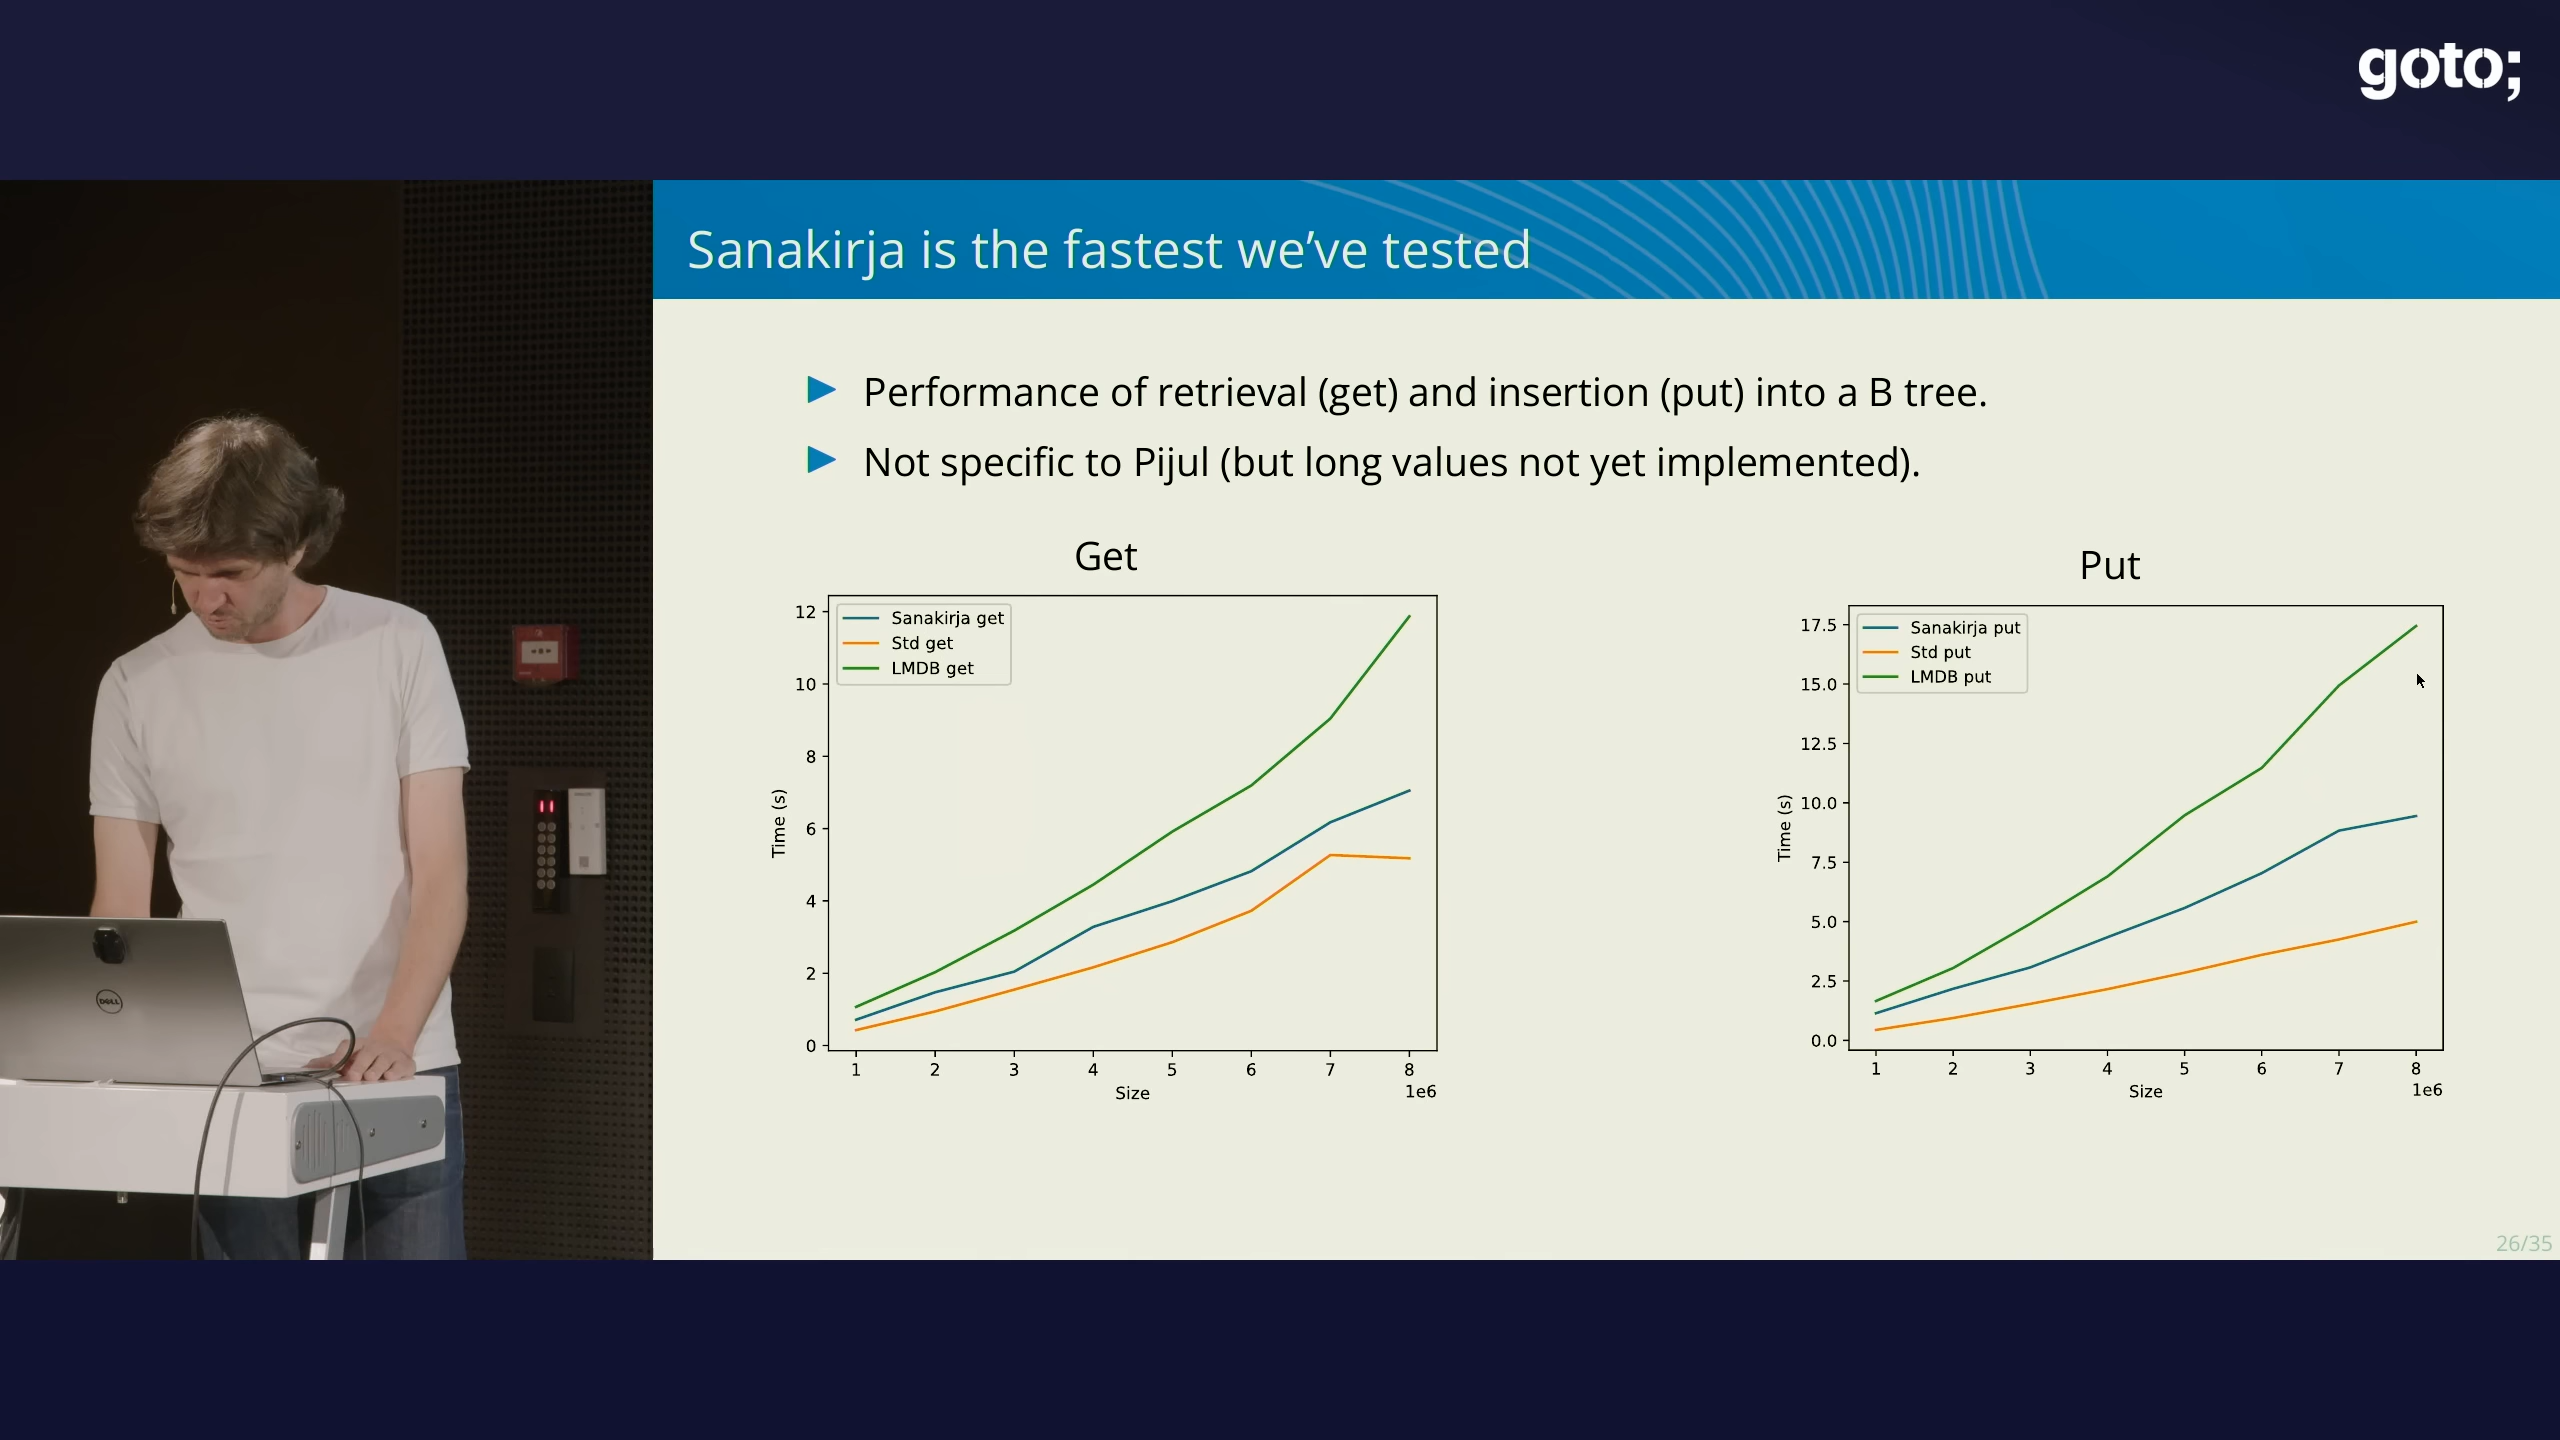 goto;
Sanakirja is the fastest we've tested
Performance of retrieval (get) and insertion (put) into a B tree.
Not specific to Pijul (but long values not yet implemented).
Get
Sanakirja get
Std get
LMDB get
12
10
8
6
4
2
0
Time (s)
1 2 3 4 5 6 7 8
Size
1e6
Put
Sanakirja put
Std put
LMDB put
17.5
15.0
12.5
10.0
7.5
5.0
2.5
0.0
Time (s)
1 2 3 4 5 6 7 8
Size
1e6
DELL
26/35